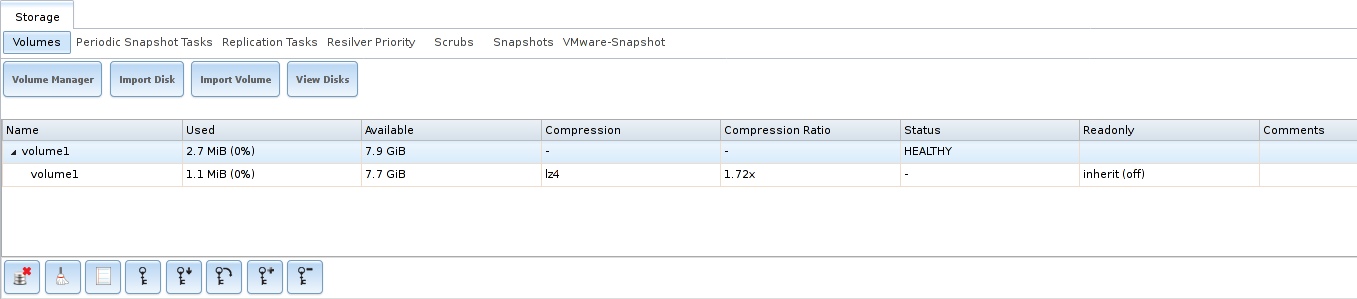 Storage
Volumes Periodic Snapshot Tasks Replication Tasks Resilver Priority Scrubs Snapshots VMware-Snapshot
Volume Manager Import Disk Import Volume View Disks
Name Used Available Compression Compression Ratio Status Readonly Comments
volume1 2.7 MiB (0%) 7.9 GiB - - HEALTHY
volume1 1.1 MiB (0%) 7.7 GiB lz4 1.72x - inherit (off)